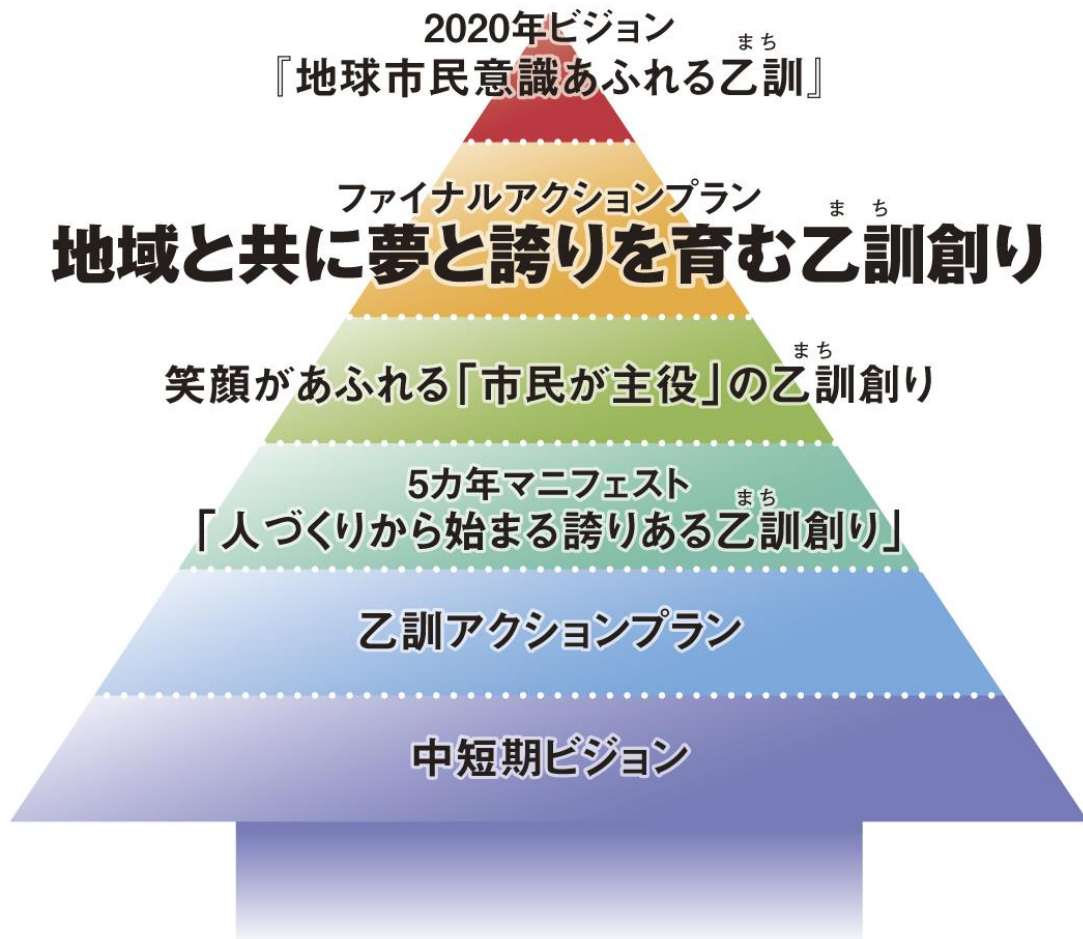 2020年ビジョン
まち
『地球市民意識あふれる乙訓』
ファイナルアクションプラン
まち
地域と共に夢と誇りを育む乙訓創り
まち
笑顔があふれる「市民が主役」の乙訓創り
5カ年マニフェスト
まち
「人づくりから始まる誇りある乙訓創り」
乙訓アクションプラン
中短期ビジョン